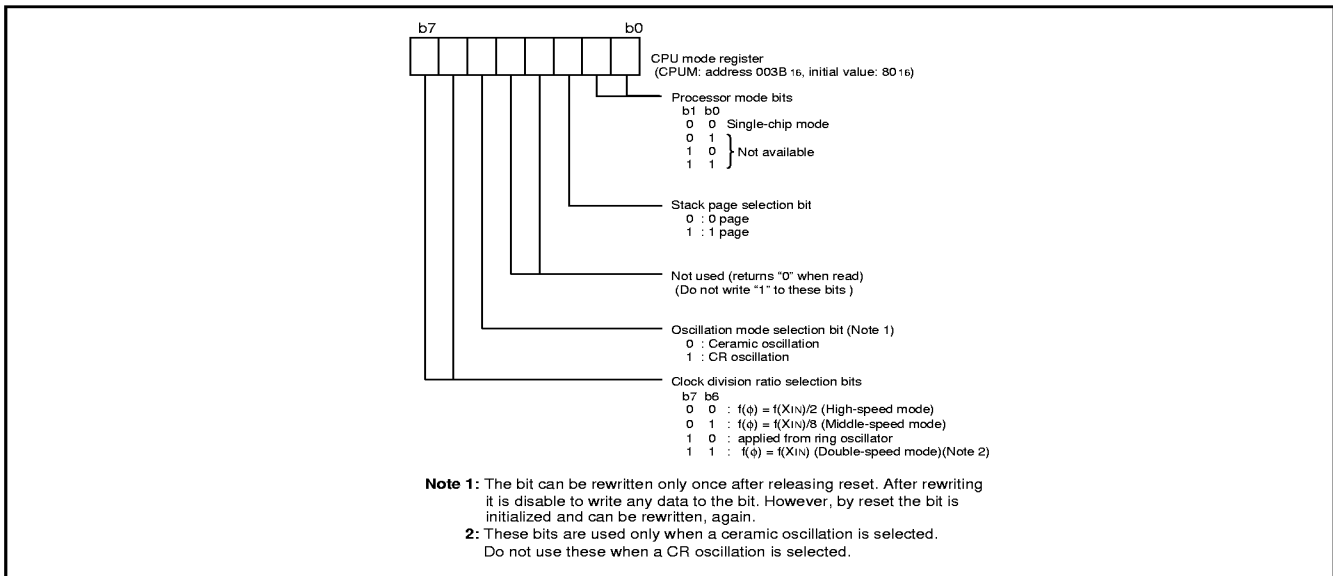 b7 b0
CPU mode register
(CPUM: address 003B 16, initial value: 80 16)
Processor mode bits
b1 b0
0 0 Single-chip mode
0 1
1 0 Not available
1 1
Stack page selection bit
0 : 0 page
1 : 1 page
Not used (returns “0” when read)
(Do not write “1” to these bits )
Oscillation mode selection bit (Note 1)
0 : Ceramic oscillation
1 : CR oscillation
Clock division ratio selection bits
b7 b6
0 0 : f(ϕ) = f(XIN)/2 (High-speed mode)
0 1 : f(ϕ) = f(XIN)/8 (Middle-speed mode)
1 0 : applied from ring oscillator
1 1 : f(ϕ) = f(XIN) (Double-speed mode)(Note 2)
Note 1: The bit can be rewritten only once after releasing reset. After rewriting
it is disable to write any data to the bit. However, by reset the bit is
initialized and can be rewritten, again.
2: These bits are used only when a ceramic oscillation is selected.
Do not use these when a CR oscillation is selected.